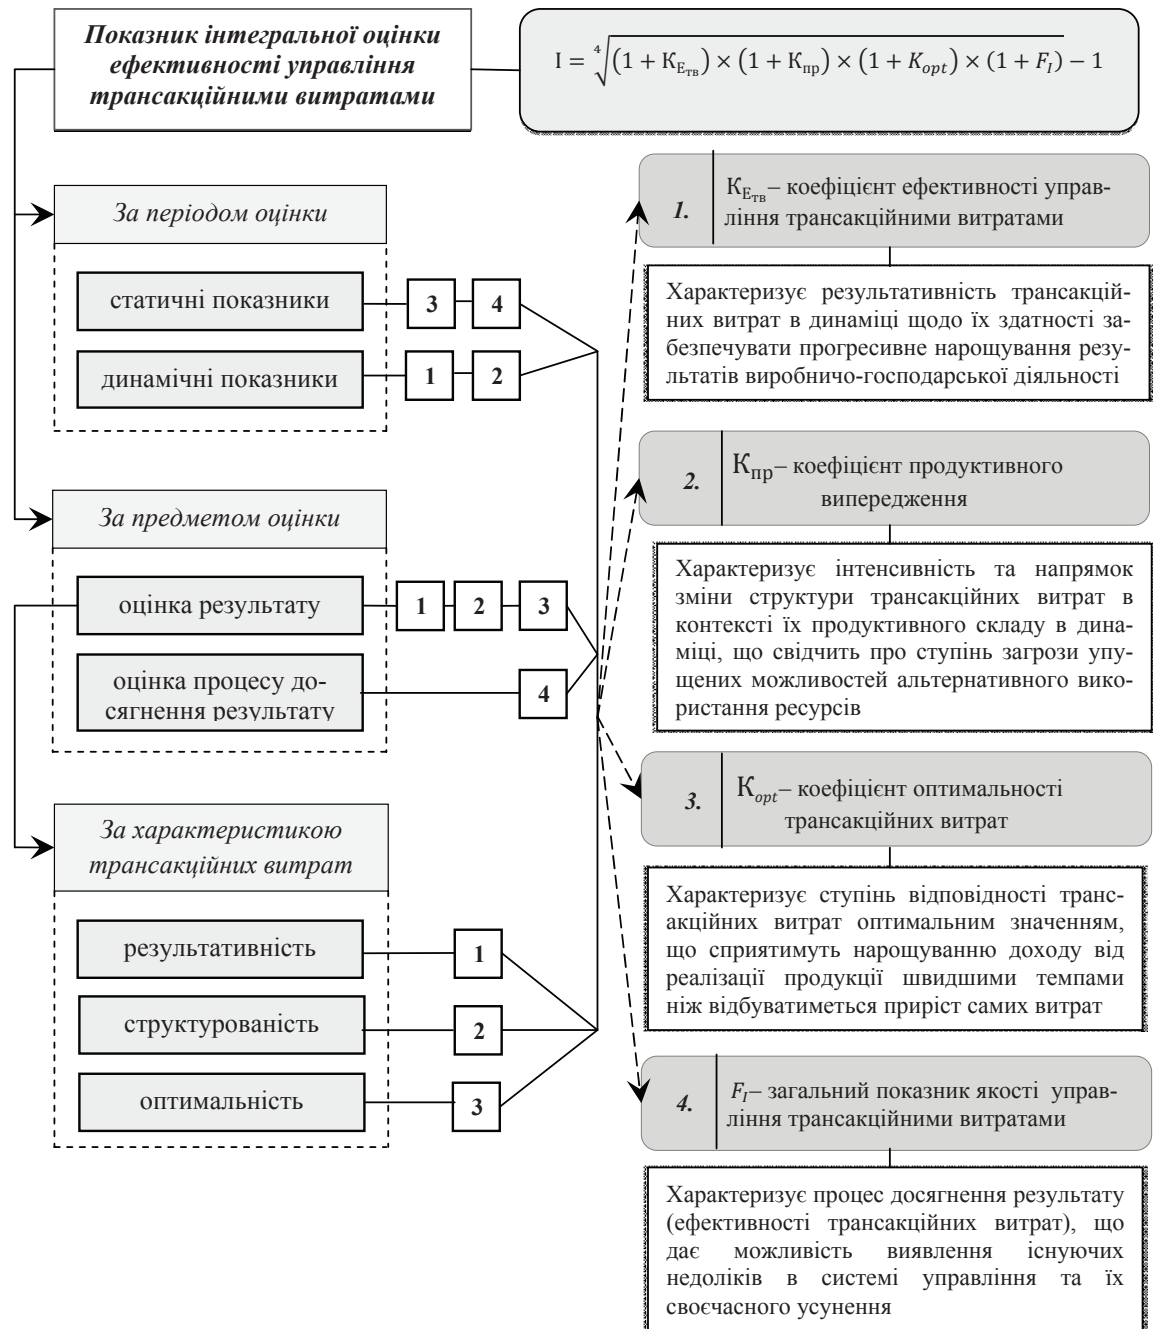 Показник інтегральної оцінки
ефективності управління
трансакційними витратами
I = ⁴√((1 + К_Етв) × (1 + К_пр) × (1 + K_opt) × (1 + F_I)) − 1
За періодом оцінки
статичні показники
3
4
динамічні показники
1
2
За предметом оцінки
оцінка результату
1
2
3
оцінка процесу до-
сягнення результату
4
За характеристикою
трансакційних витрат
результативність
1
структурованість
2
оптимальність
3
1.
К_Етв – коефіцієнт ефективності управ-
ління трансакційними витратами
Характеризує результативність трансакцій-
них витрат в динаміці щодо їх здатності за-
безпечувати прогресивне нарощування резу-
льтатів виробничо-господарської діяльності
2.
К_пр – коефіцієнт продуктивного
випередження
Характеризує інтенсивність та напрямок
зміни структури трансакційних витрат в
контексті їх продуктивного складу в дина-
міці, що свідчить про ступінь загрози упу-
щених можливостей альтернативного вико-
ристання ресурсів
3.
К_opt – коефіцієнт оптимальності
трансакційних витрат
Характеризує ступінь відповідності транс-
акційних витрат оптимальним значенням,
що сприятимуть нарощуванню доходу від
реалізації продукції швидшими темпами
ніж відбуватиметься приріст самих витрат
4.
F_I – загальний показник якості управ-
ління трансакційними витратами
Характеризує процес досягнення результату
(ефективності трансакційних витрат), що
дає можливість виявлення існуючих
недоліків в системі управління та їх
своєчасного усунення